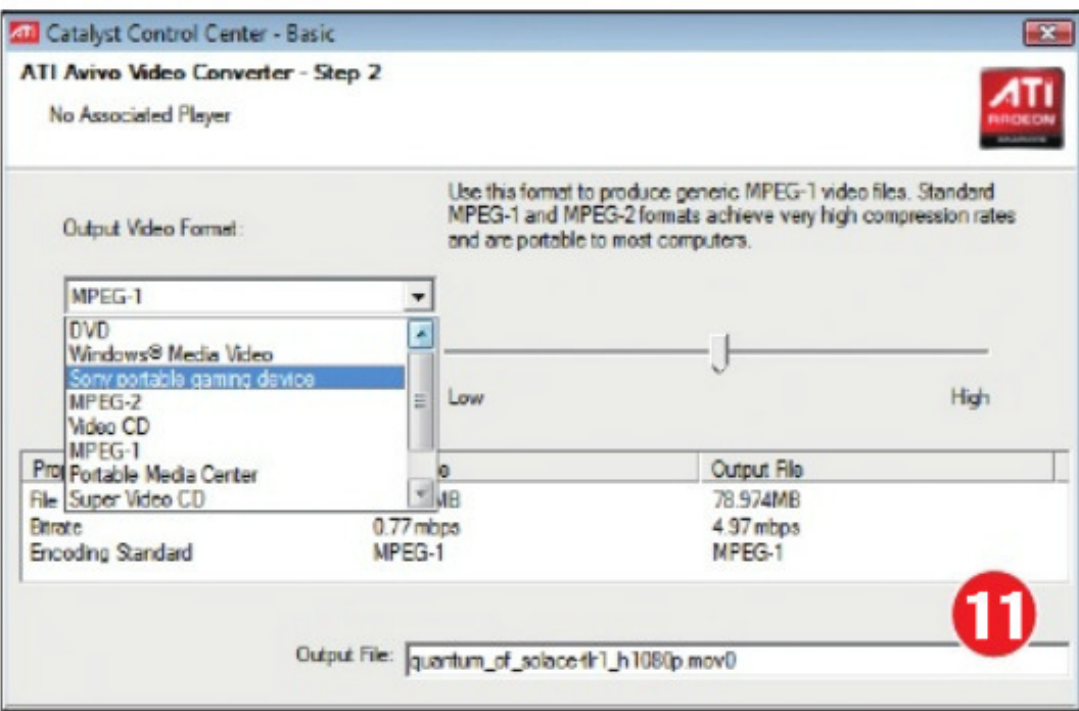 ATI Catalyst Control Center - Basic
ATI Avivo Video Converter - Step 2
No Associated Player
ATI
RADEON
GRAPHICS
Use this format to produce generic MPEG-1 video files. Standard
MPEG-1 and MPEG-2 formats achieve very high compression rates
and are portable to most computers.
Output Video Format:
MPEG-1
DVD
Windows® Media Video
Sony portable gaming device
MPEG-2
Video CD
MPEG-1
Portable Media Center
Super Video CD
Low High
Output File
File MB 78.974MB
Bitrate 0.77 mbps 4.97 mbps
Encoding Standard MPEG-1 MPEG-1
11
Output File: quantum_of_solace-tlr1_h1080p.mov0